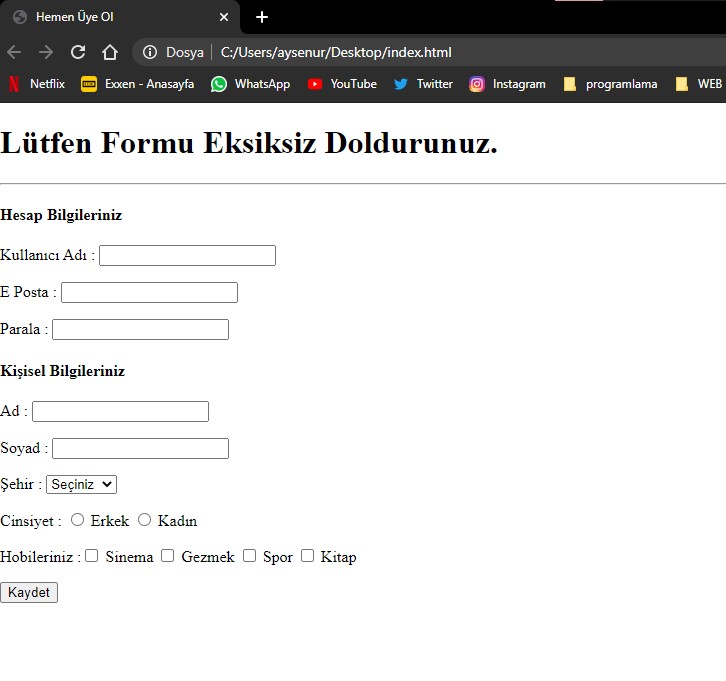 Hemen Üye Ol
Dosya C:/Users/aysenur/Desktop/index.html
Netflix Exxen - Anasayfa WhatsApp YouTube Twitter Instagram programlama WEB
Lütfen Formu Eksiksiz Doldurunuz.
Hesap Bilgileriniz
Kullanıcı Adı :
E Posta :
Parala :
Kişisel Bilgileriniz
Ad :
Soyad :
Şehir : Seçiniz
Cinsiyet : Erkek Kadın
Hobileriniz : Sinema Gezmek Spor Kitap
Kaydet